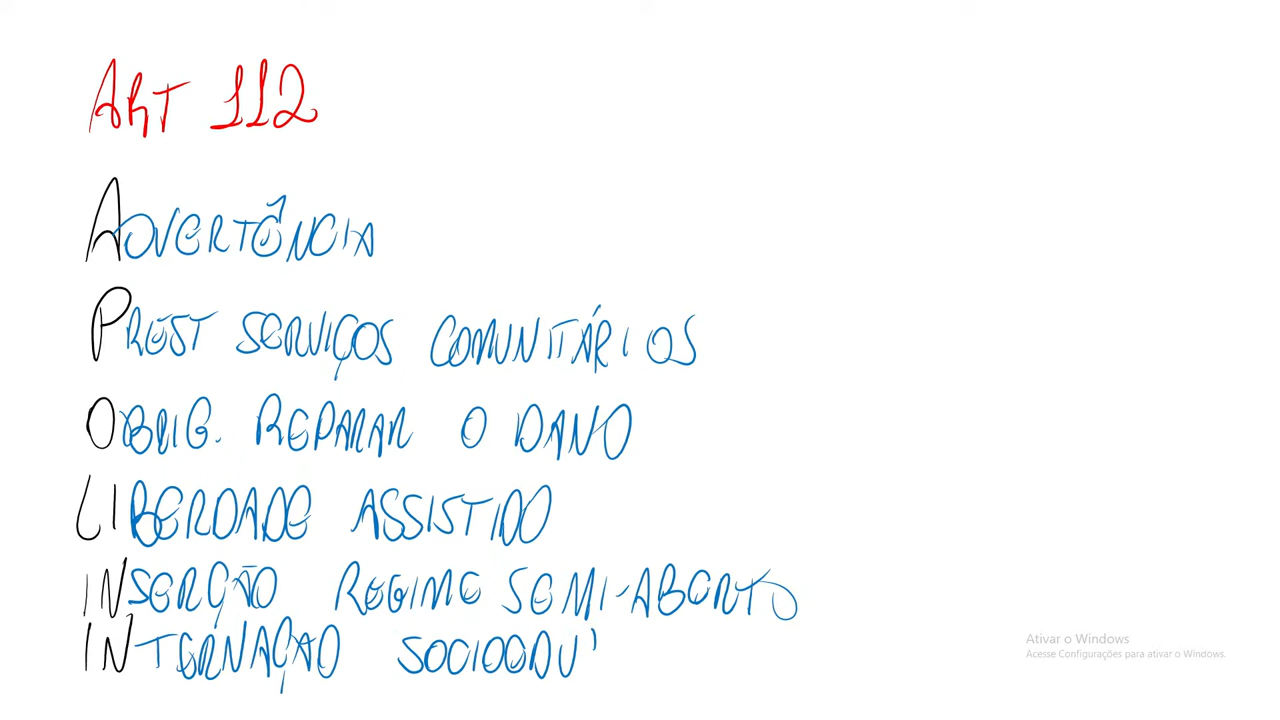 ART 112
ADVERTÊNCIA
PREST SERVIÇOS COMUNITÁRIOS
OBRIG. REPARAR O DANO
LIBERDADE ASSISTIDO
INSERÇÃO REGIME SEMI-ABERTO
INTERNAÇÃO SOCIOEDU'
Ativar o Windows
Acesse Configurações para ativar o Windows.